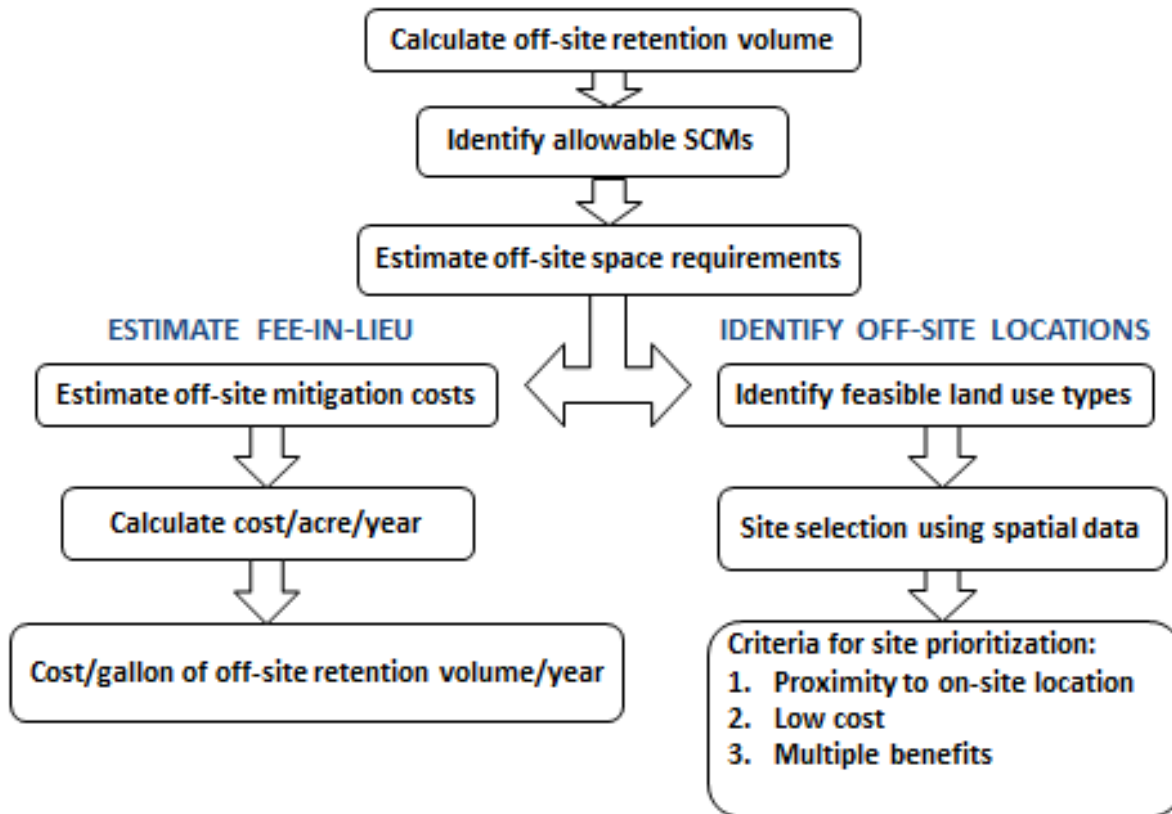 Calculate off-site retention volume
Identify allowable SCMs
Estimate off-site space requirements
ESTIMATE FEE-IN-LIEU
Estimate off-site mitigation costs
Calculate cost/acre/year
Cost/gallon of off-site retention volume/year
IDENTIFY OFF-SITE LOCATIONS
Identify feasible land use types
Site selection using spatial data
Criteria for site prioritization:
1. Proximity to on-site location
2. Low cost
3. Multiple benefits